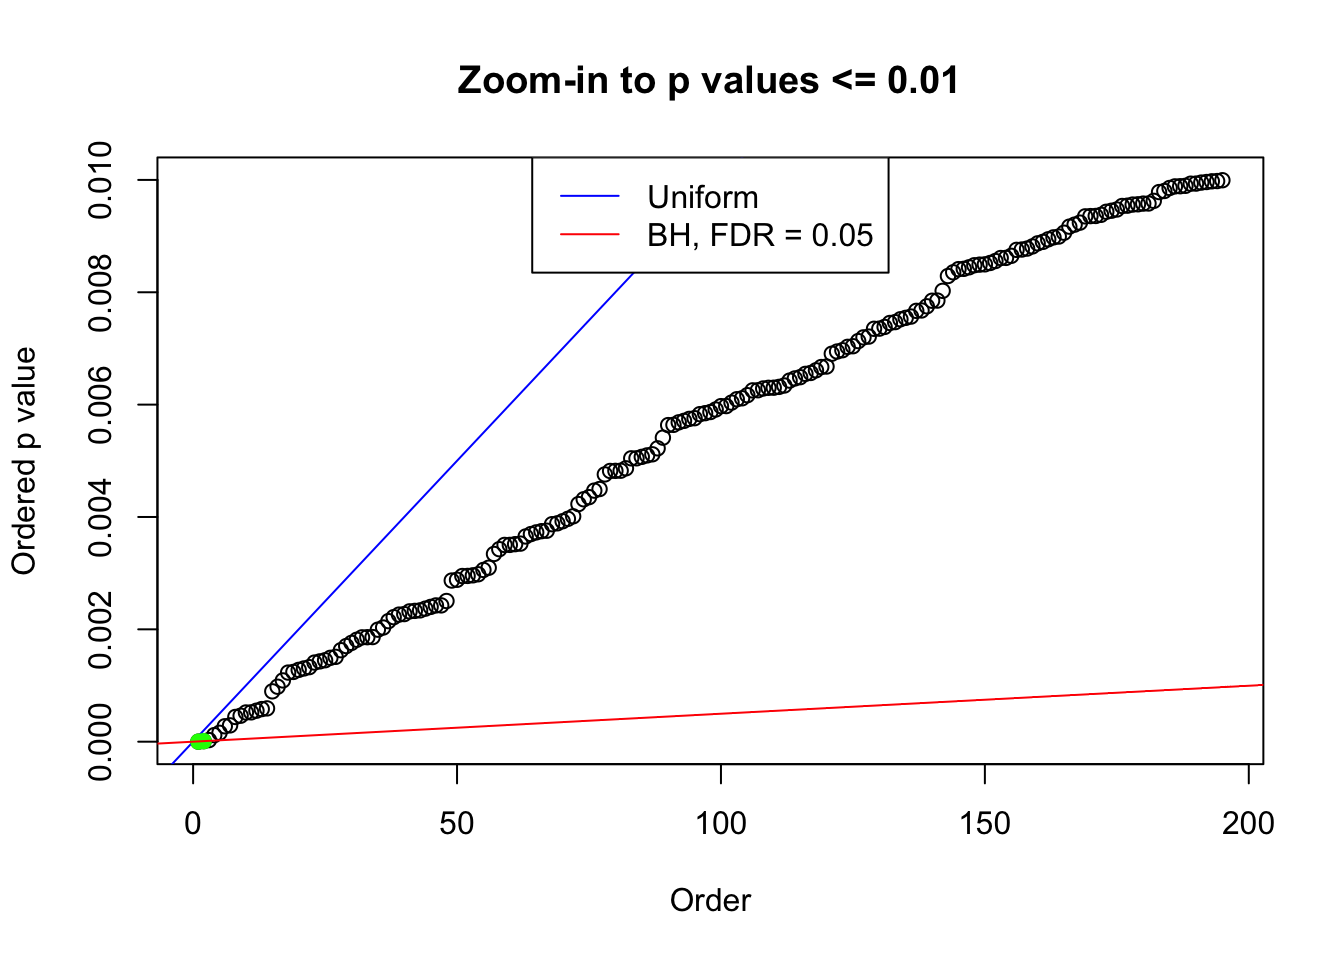 Zoom-in to p values <= 0.01
Uniform
BH, FDR = 0.05
Ordered p value
0.010
0.008
0.006
0.004
0.002
0.000
0 50 100 150 200
Order